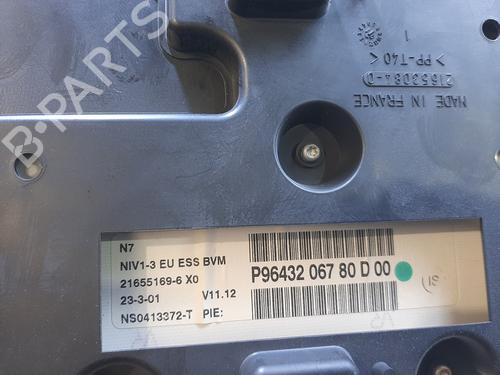 B-PARTS
1
> PP-T40 <
21653084-D
MADE IN FRANCE
N7
NIV1-3 EU ESS BVM
21655169-6 X0
23-3-01 V11.12
NS0413372-T PIE:
P96432 067 80 D 00
IS